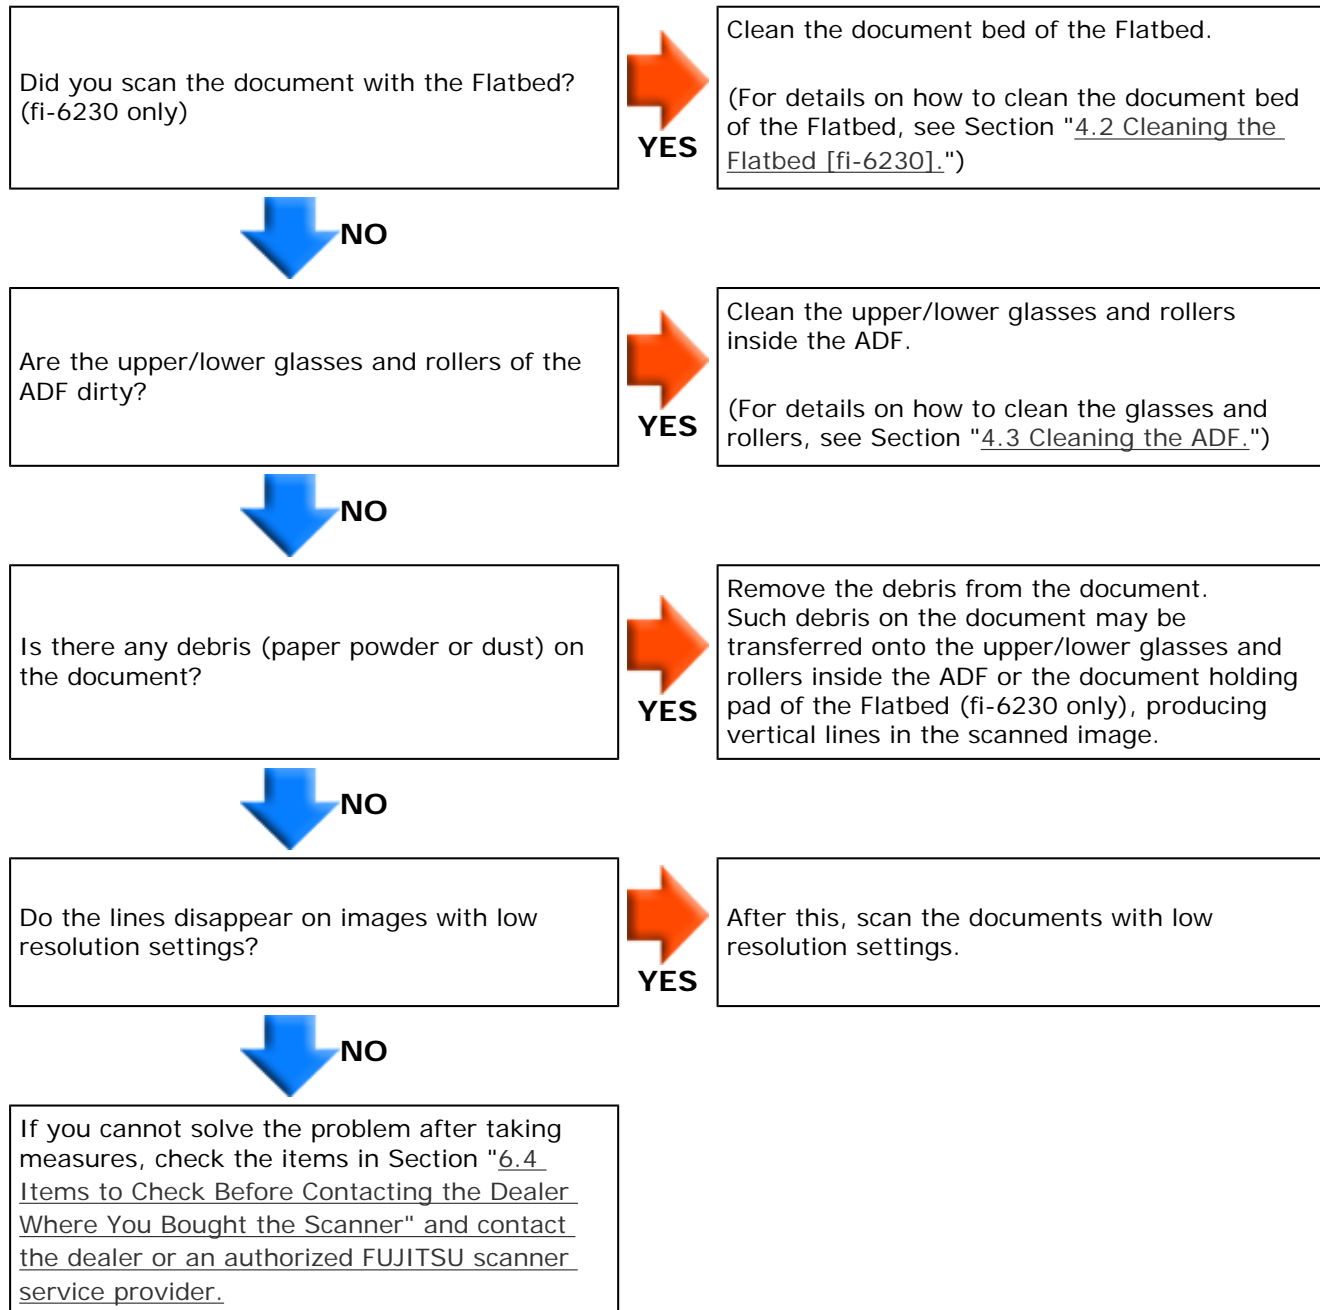 Did you scan the document with the Flatbed?
(fi-6230 only)
YES
Clean the document bed of the Flatbed.
(For details on how to clean the document bed
of the Flatbed, see Section "4.2 Cleaning the
Flatbed [fi-6230].")
NO
Are the upper/lower glasses and rollers of the
ADF dirty?
YES
Clean the upper/lower glasses and rollers
inside the ADF.
(For details on how to clean the glasses and
rollers, see Section "4.3 Cleaning the ADF.")
NO
Is there any debris (paper powder or dust) on
the document?
YES
Remove the debris from the document.
Such debris on the document may be
transferred onto the upper/lower glasses and
rollers inside the ADF or the document holding
pad of the Flatbed (fi-6230 only), producing
vertical lines in the scanned image.
NO
Do the lines disappear on images with low
resolution settings?
YES
After this, scan the documents with low
resolution settings.
NO
If you cannot solve the problem after taking
measures, check the items in Section "6.4
Items to Check Before Contacting the Dealer
Where You Bought the Scanner" and contact
the dealer or an authorized FUJITSU scanner
service provider.